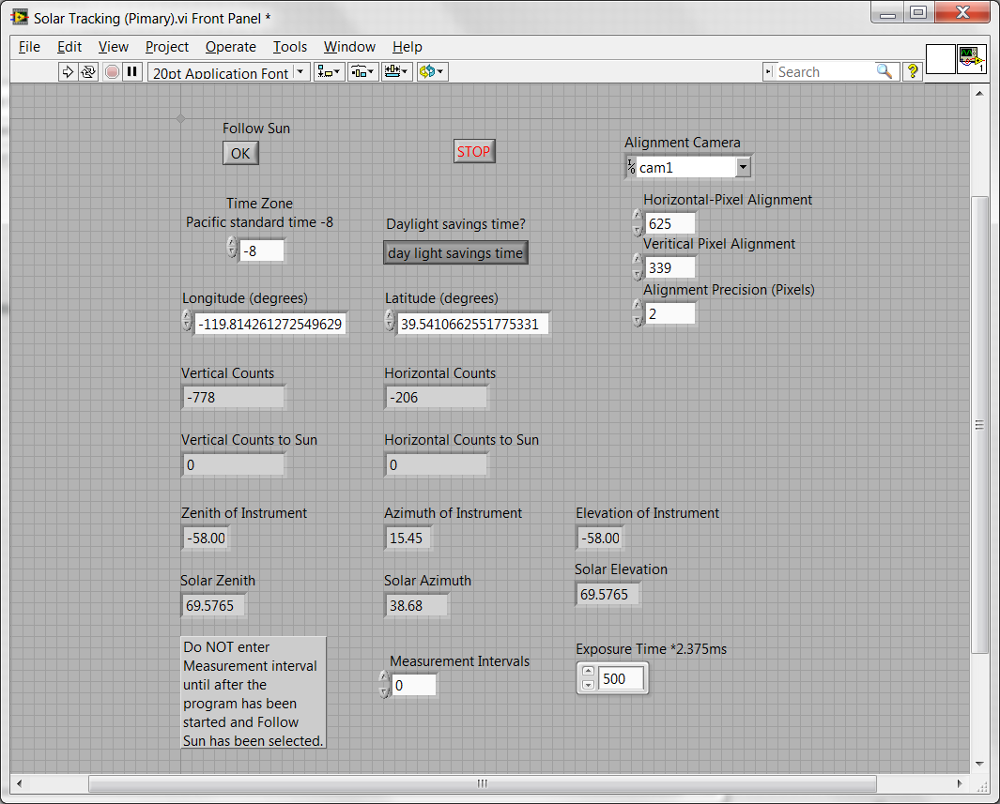 Solar Tracking (Pimary).vi Front Panel *
File Edit View Project Operate Tools Window Help
20pt Application Font
Search
?
1
Follow Sun
OK
STOP
Alignment Camera
I/0
cam1
Time Zone
Pacific standard time -8
-8
Daylight savings time?
day light savings time
Horizontal-Pixel Alignment
625
Veritical Pixel Alignment
339
Alignment Precision (Pixels)
2
Longitude (degrees)
-119.814261272549629
Latitude (degrees)
39.5410662551775331
Vertical Counts
-778
Horizontal Counts
-206
Vertical Counts to Sun
0
Horizontal Counts to Sun
0
Zenith of Instrument
-58.00
Azimuth of Instrument
15.45
Elevation of Instrument
-58.00
Solar Zenith
69.5765
Solar Azimuth
38.68
Solar Elevation
69.5765
Do NOT enter
Measurement interval
until after the
program has been
started and Follow
Sun has been selected.
Measurement Intervals
0
Exposure Time *2.375ms
500